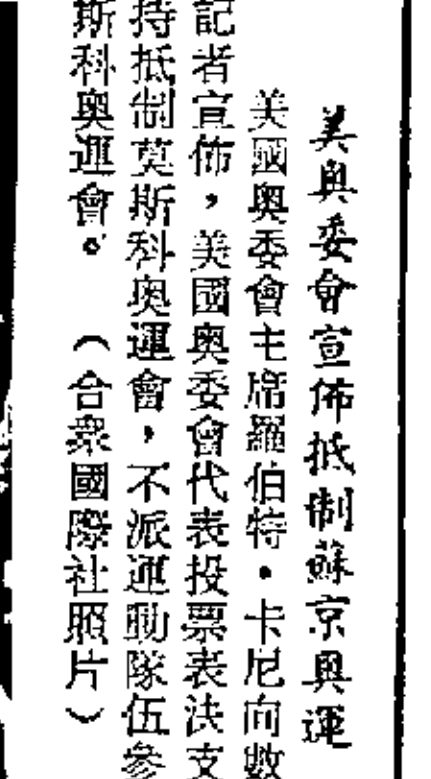 美奧委會宣佈抵制蘇京奧運
美國奧委會主席羅伯特·卡尼向數
記者宣佈，美國奧委會代表投票表決支
持抵制莫斯科奧運會，不派運動隊伍參
斯科奧運會。（合衆國際社照片）